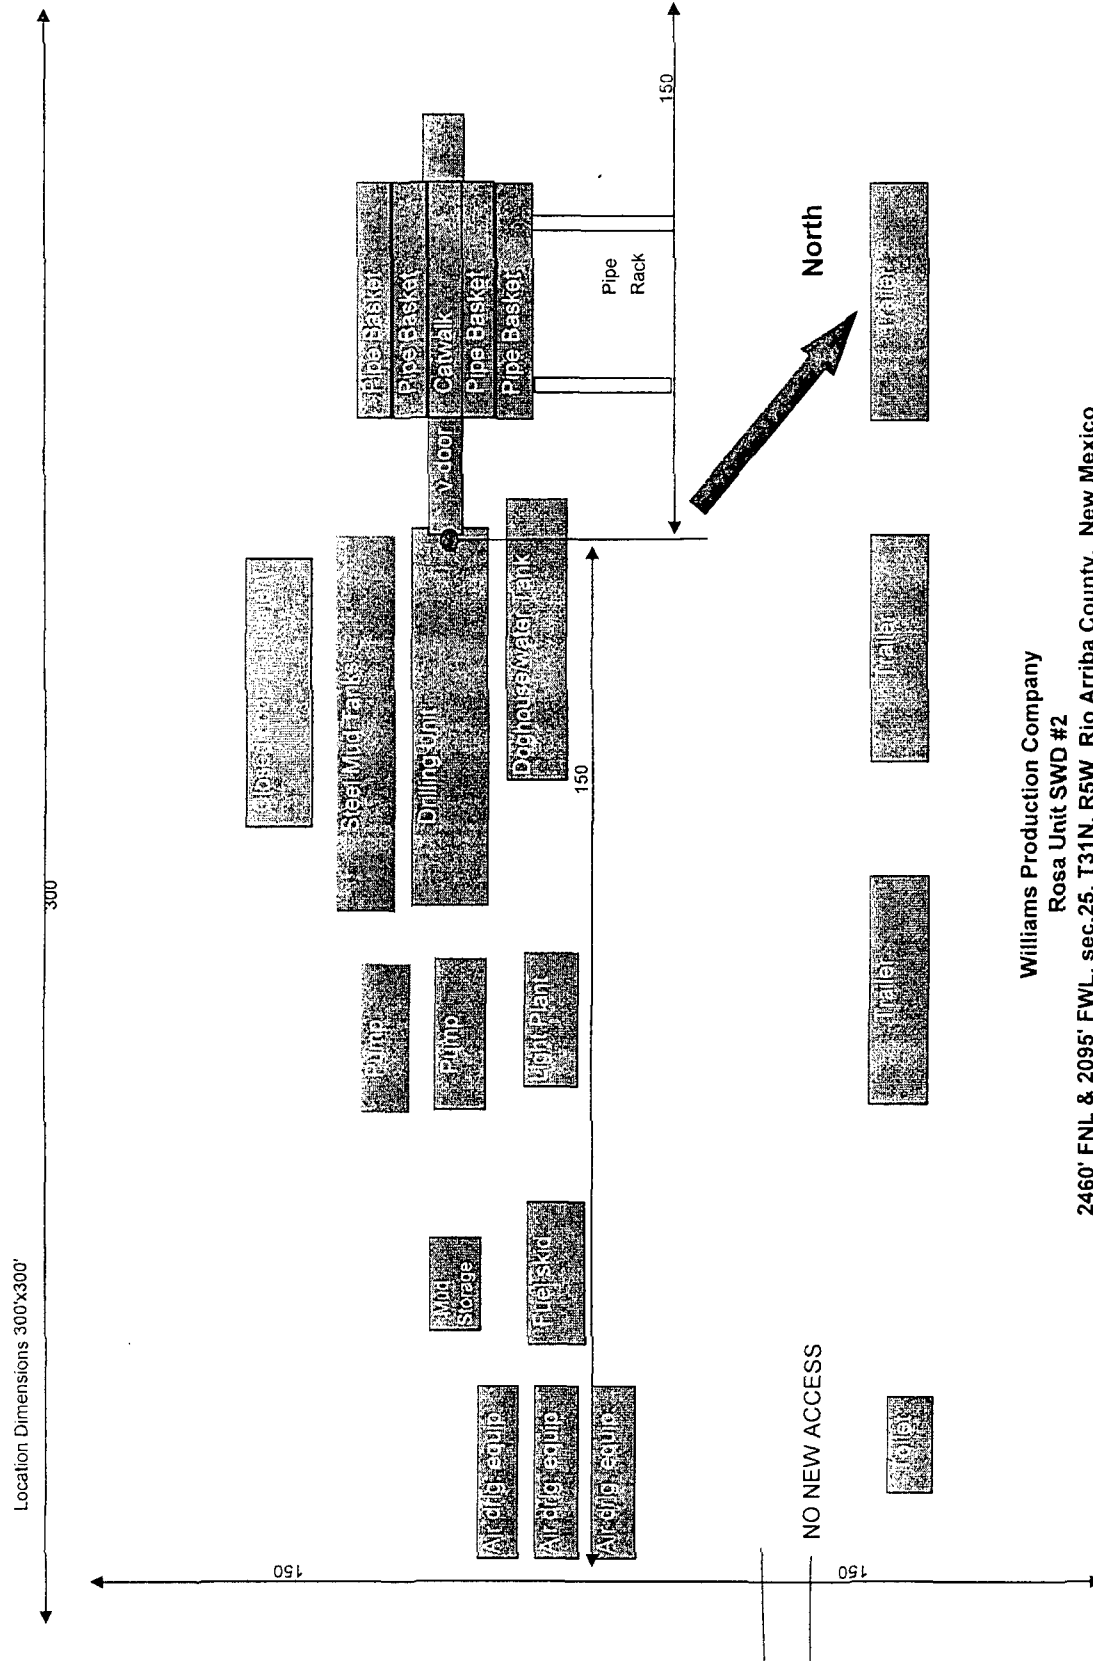 Location Dimensions 300'x300'
300
150
Closed Loop
Steel Mud Tanks
Drilling Unit
Doghouse/water Tank
v-door
Pipe Basket
Pipe Basket
Catwalk
Pipe Basket
Pipe Basket
Pipe
Rack
150
150
North
Pump
Pump
Light Plant
Mud
Storage
Fuel skid
Air drlg. equip
Air drlg. equip
Air drlg. equip
NO NEW ACCESS
150
Toilet
Trailer
Trailer
Trailer
Williams Production Company
Rosa Unit SWD #2
2460' FNL & 2095' FWL, sec.25, T31N, R5W Rio Arriba County, New Mexico